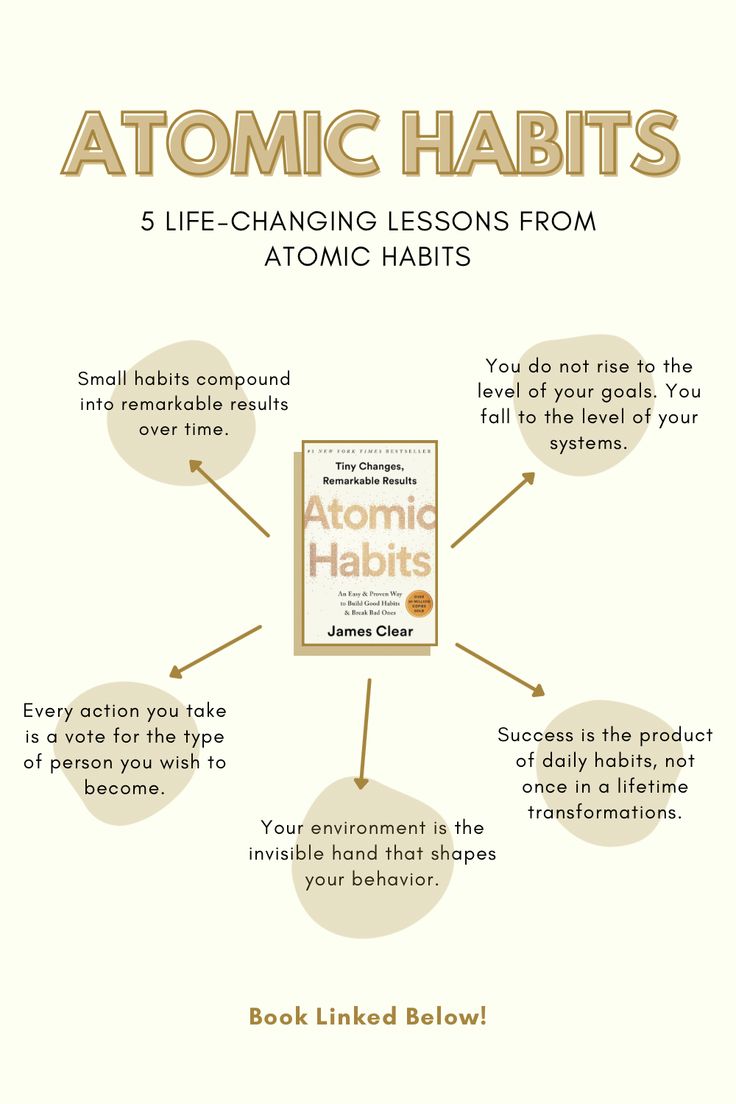 ATOMIC HABITS
5 LIFE-CHANGING LESSONS FROM
ATOMIC HABITS
Small habits compound
into remarkable results
over time.
You do not rise to the
level of your goals. You
fall to the level of your
systems.
#1 NEW YORK TIMES BESTSELLER
Tiny Changes,
Remarkable Results
Atomic
Habits
An Easy & Proven Way
to Build Good Habits
& Break Bad Ones
OVER
MILLION
COPIES
SOLD
James Clear
Every action you take
is a vote for the type
of person you wish to
become.
Success is the product
of daily habits, not
once in a lifetime
transformations.
Your environment is the
invisible hand that shapes
your behavior.
Book Linked Below!